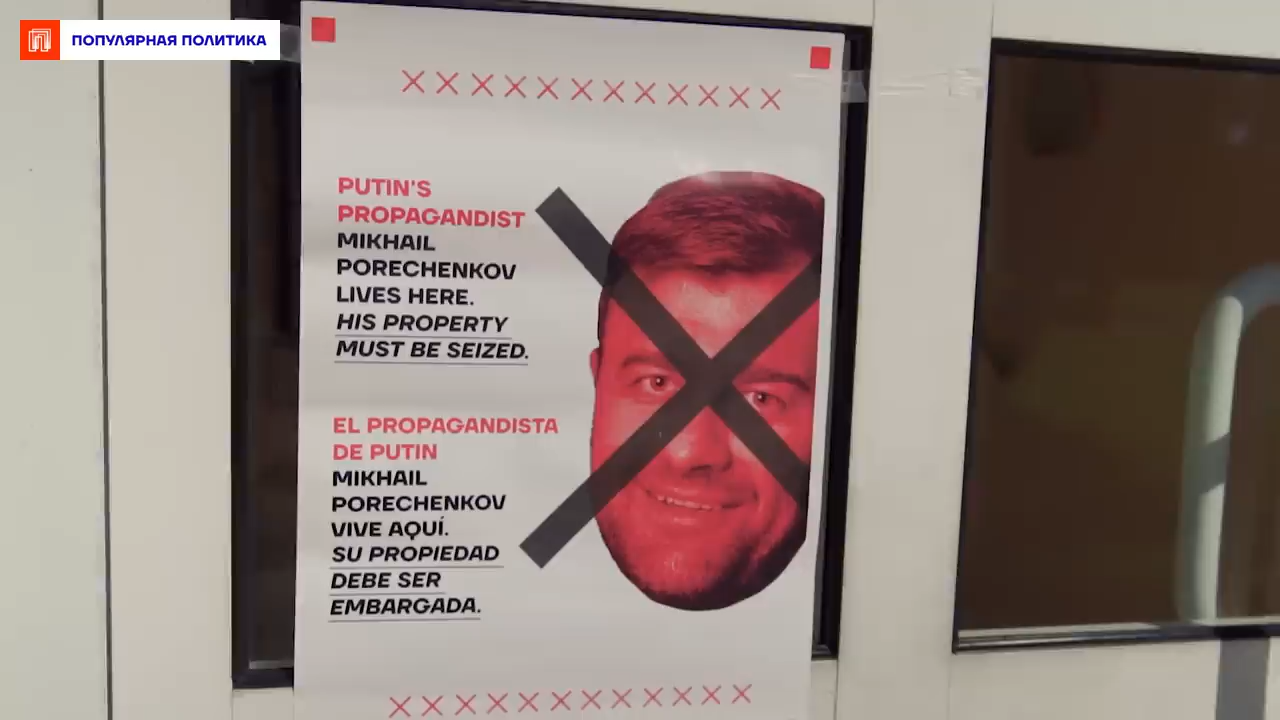 ПОПУЛЯРНАЯ ПОЛИТИКА
PUTIN'S
PROPAGANDIST
MIKHAIL
PORECHENKOV
LIVES HERE.
HIS PROPERTY
MUST BE SEIZED.
EL PROPAGANDISTA
DE PUTIN
MIKHAIL
PORECHENKOV
VIVE AQUÍ.
SU PROPIEDAD
DEBE SER
EMBARGADA.